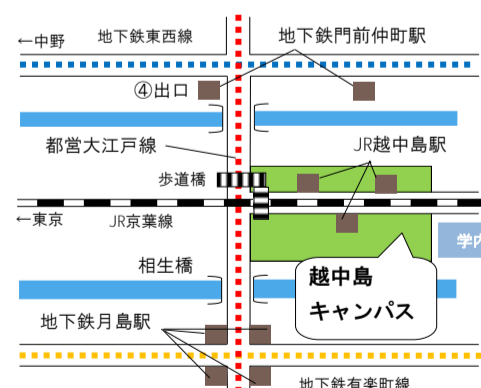 ←中野
地下鉄東西線
地下鉄門前仲町駅
④出口
都営大江戸線
JR越中島駅
歩道橋
←東京
JR京葉線
学内
相生橋
越中島
キャンパス
地下鉄月島駅
地下鉄有楽町線